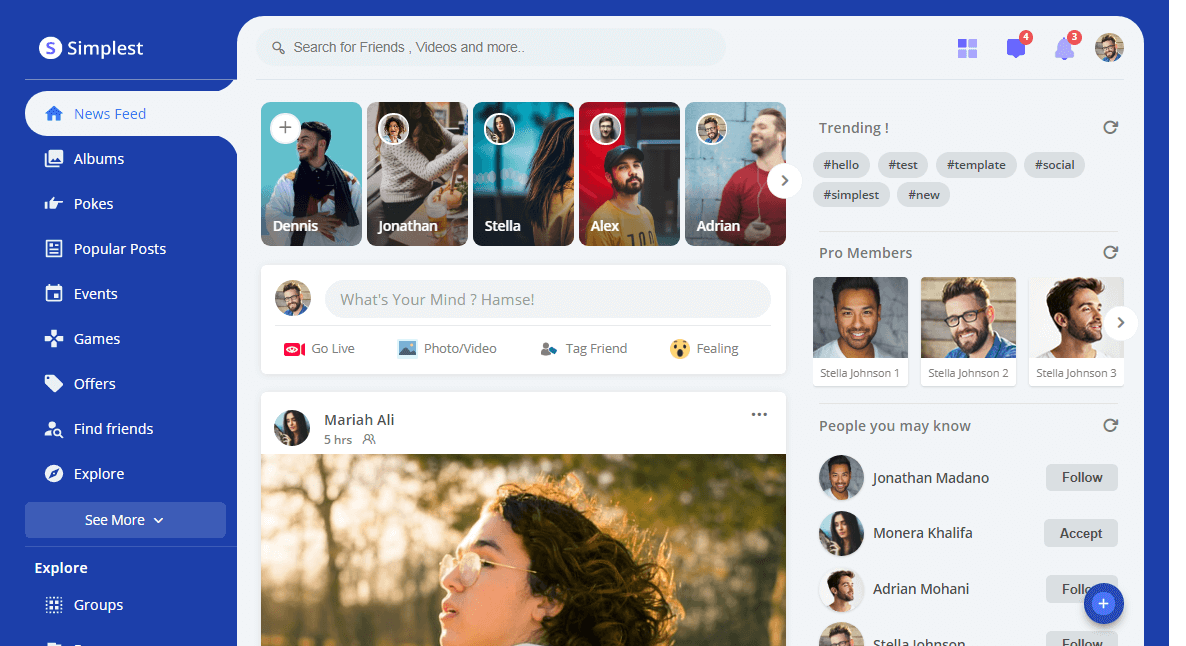 S Simplest
Search for Friends , Videos and more..
4
3
News Feed
Albums
Pokes
Popular Posts
Events
Games
Offers
Find friends
Explore
See More
Explore
Groups
Dennis
Jonathan
Stella
Alex
Adrian
What's Your Mind ? Hamse!
Go Live
Photo/Video
Tag Friend
Fealing
Mariah Ali
5 hrs
Trending !
#hello
#test
#template
#social
#simplest
#new
Pro Members
Stella Johnson 1
Stella Johnson 2
Stella Johnson 3
People you may know
Jonathan Madano
Follow
Monera Khalifa
Accept
Adrian Mohani
Follo
Stella Johnson
Follow